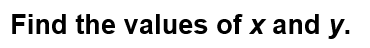 Find the values of x and y.